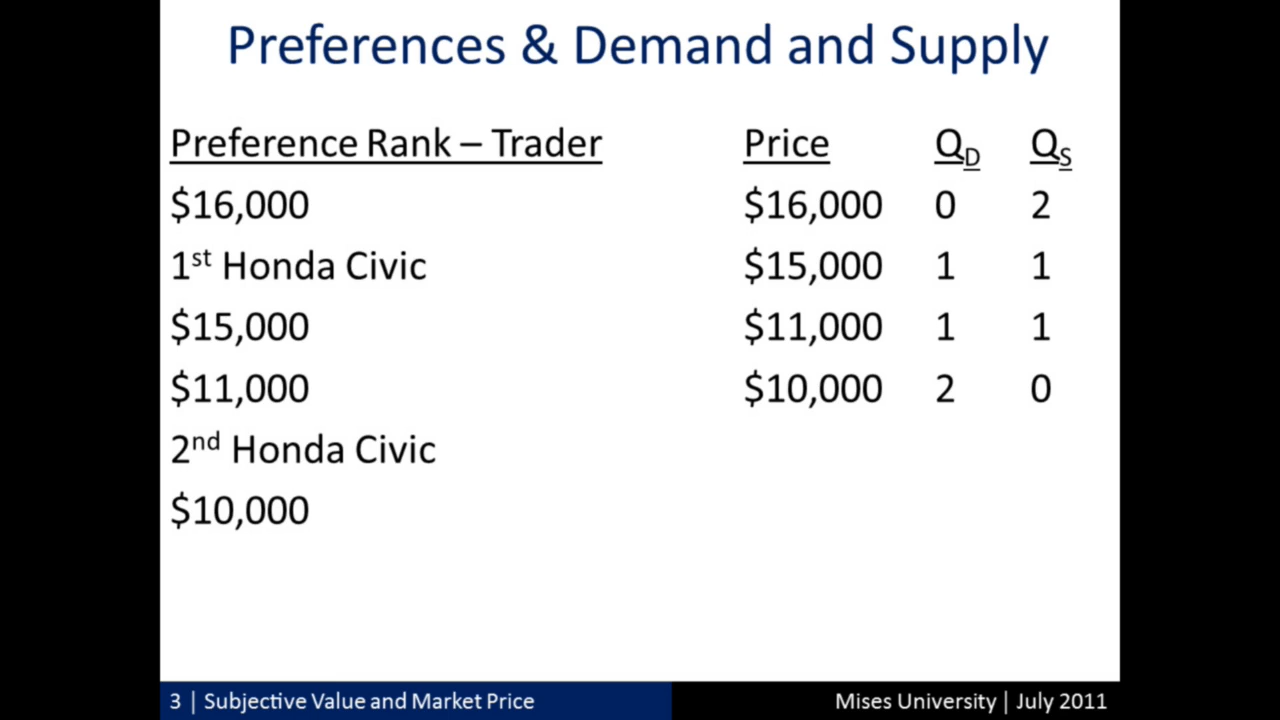 Preferences & Demand and Supply
Preference Rank – Trader Price Q_D Q_S
$16,000 $16,000 0 2
1st Honda Civic $15,000 1 1
$15,000 $11,000 1 1
$11,000 $10,000 2 0
2nd Honda Civic
$10,000
3 | Subjective Value and Market Price Mises University | July 2011